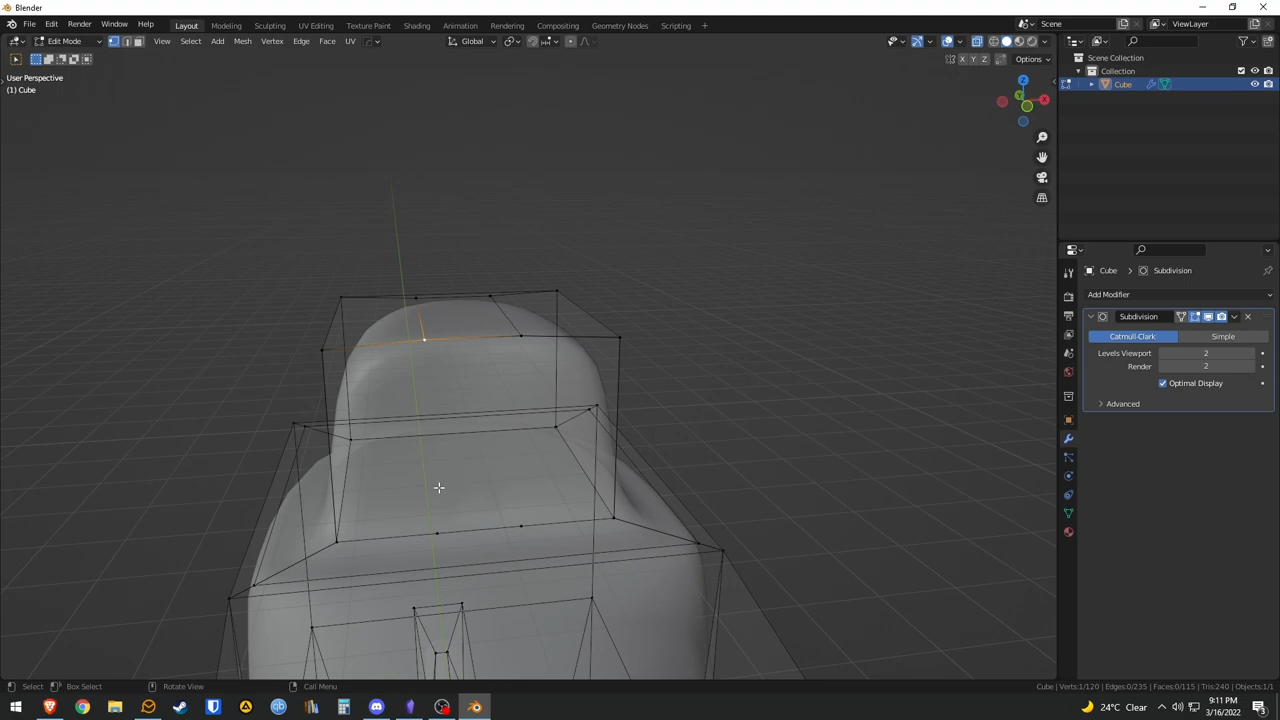 Blender
File Edit Render Window Help Layout Modeling Sculpting UV Editing Texture Paint Shading Animation Rendering Compositing Geometry Nodes Scripting + Scene ViewLayer
Edit Mode View Select Add Mesh Vertex Edge Face UV Global
X Y Z Options
User Perspective
(1) Cube
Scene Collection
Collection
Cube
Z
Y
X
Cube > Subdivision
Add Modifier
Subdivision
Catmull-Clark Simple
Levels Viewport 2
Render 2
Optimal Display
Advanced
Select Box Select Rotate View Call Menu Cube | Verts:1/120 | Edges:0/235 | Faces:0/115 | Tris:240 | Objects:1/1
24°C Clear 9:11 PM
3/16/2022